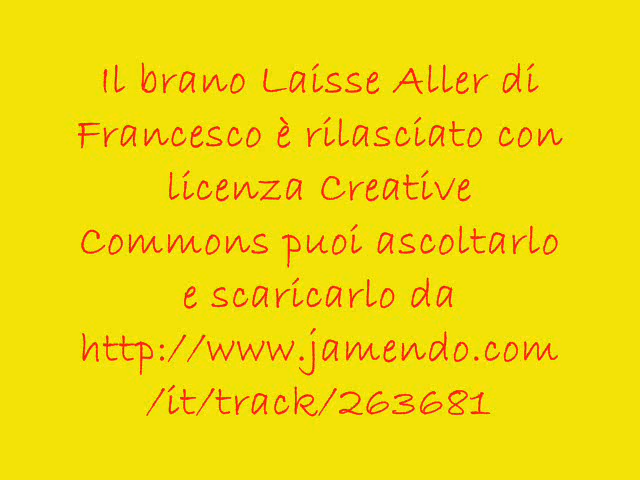 Il brano Laisse Aller di
Francesco è rilasciato con
licenza Creative
Commons puoi ascoltarlo
e scaricarlo da
http://www.jamendo.com
/it/track/263681